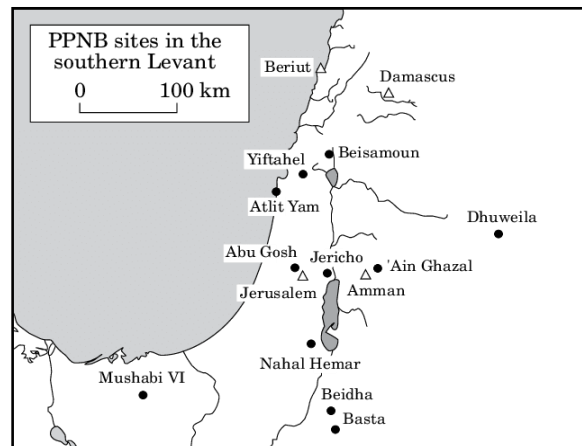 PPNB sites in the
southern Levant
0 100 km
Beriut
Damascus
Yiftahel
Beisamoun
Atlit Yam
Dhuweila
Abu Gosh
Jericho
'Ain Ghazal
Jerusalem
Amman
Nahal Hemar
Mushabi VI
Beidha
Basta